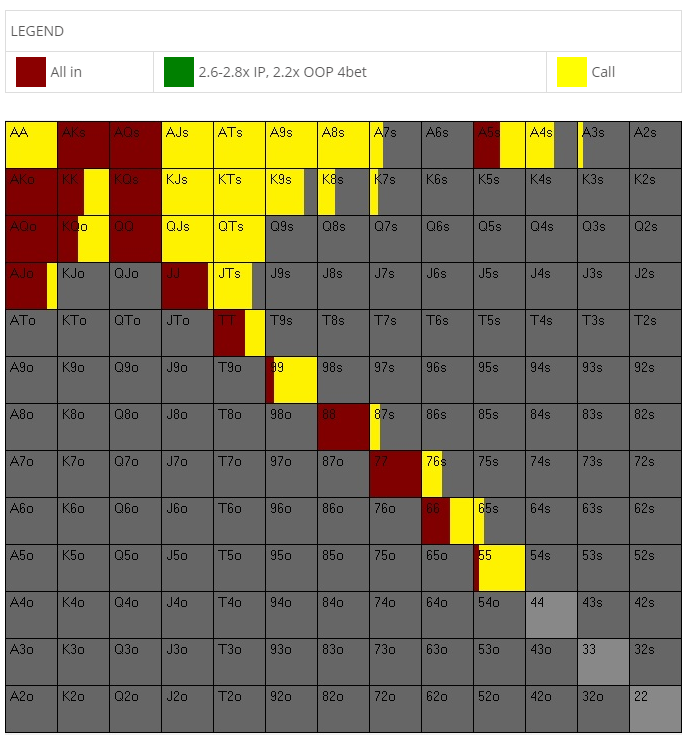 LEGEND
All in 2.6-2.8x IP, 2.2x OOP 4bet Call
AA AKs AQs AJs ATs A9s A8s A7s A6s A5s A4s A3s A2s
AKo KK KQs KJs KTs K9s K8s K7s K6s K5s K4s K3s K2s
AQo KQo QQ QJs QTs Q9s Q8s Q7s Q6s Q5s Q4s Q3s Q2s
AJo KJo QJo JJ JTs J9s J8s J7s J6s J5s J4s J3s J2s
ATo KTo QTo JTo TT T9s T8s T7s T6s T5s T4s T3s T2s
A9o K9o Q9o J9o T9o 99 98s 97s 96s 95s 94s 93s 92s
A8o K8o Q8o J8o T8o 98o 88 87s 86s 85s 84s 83s 82s
A7o K7o Q7o J7o T7o 97o 87o 77 76s 75s 74s 73s 72s
A6o K6o Q6o J6o T6o 96o 86o 76o 66 65s 64s 63s 62s
A5o K5o Q5o J5o T5o 95o 85o 75o 65o 55 54s 53s 52s
A4o K4o Q4o J4o T4o 94o 84o 74o 64o 54o 44 43s 42s
A3o K3o Q3o J3o T3o 93o 83o 73o 63o 53o 43o 33 32s
A2o K2o Q2o J2o T2o 92o 82o 72o 62o 52o 42o 32o 22